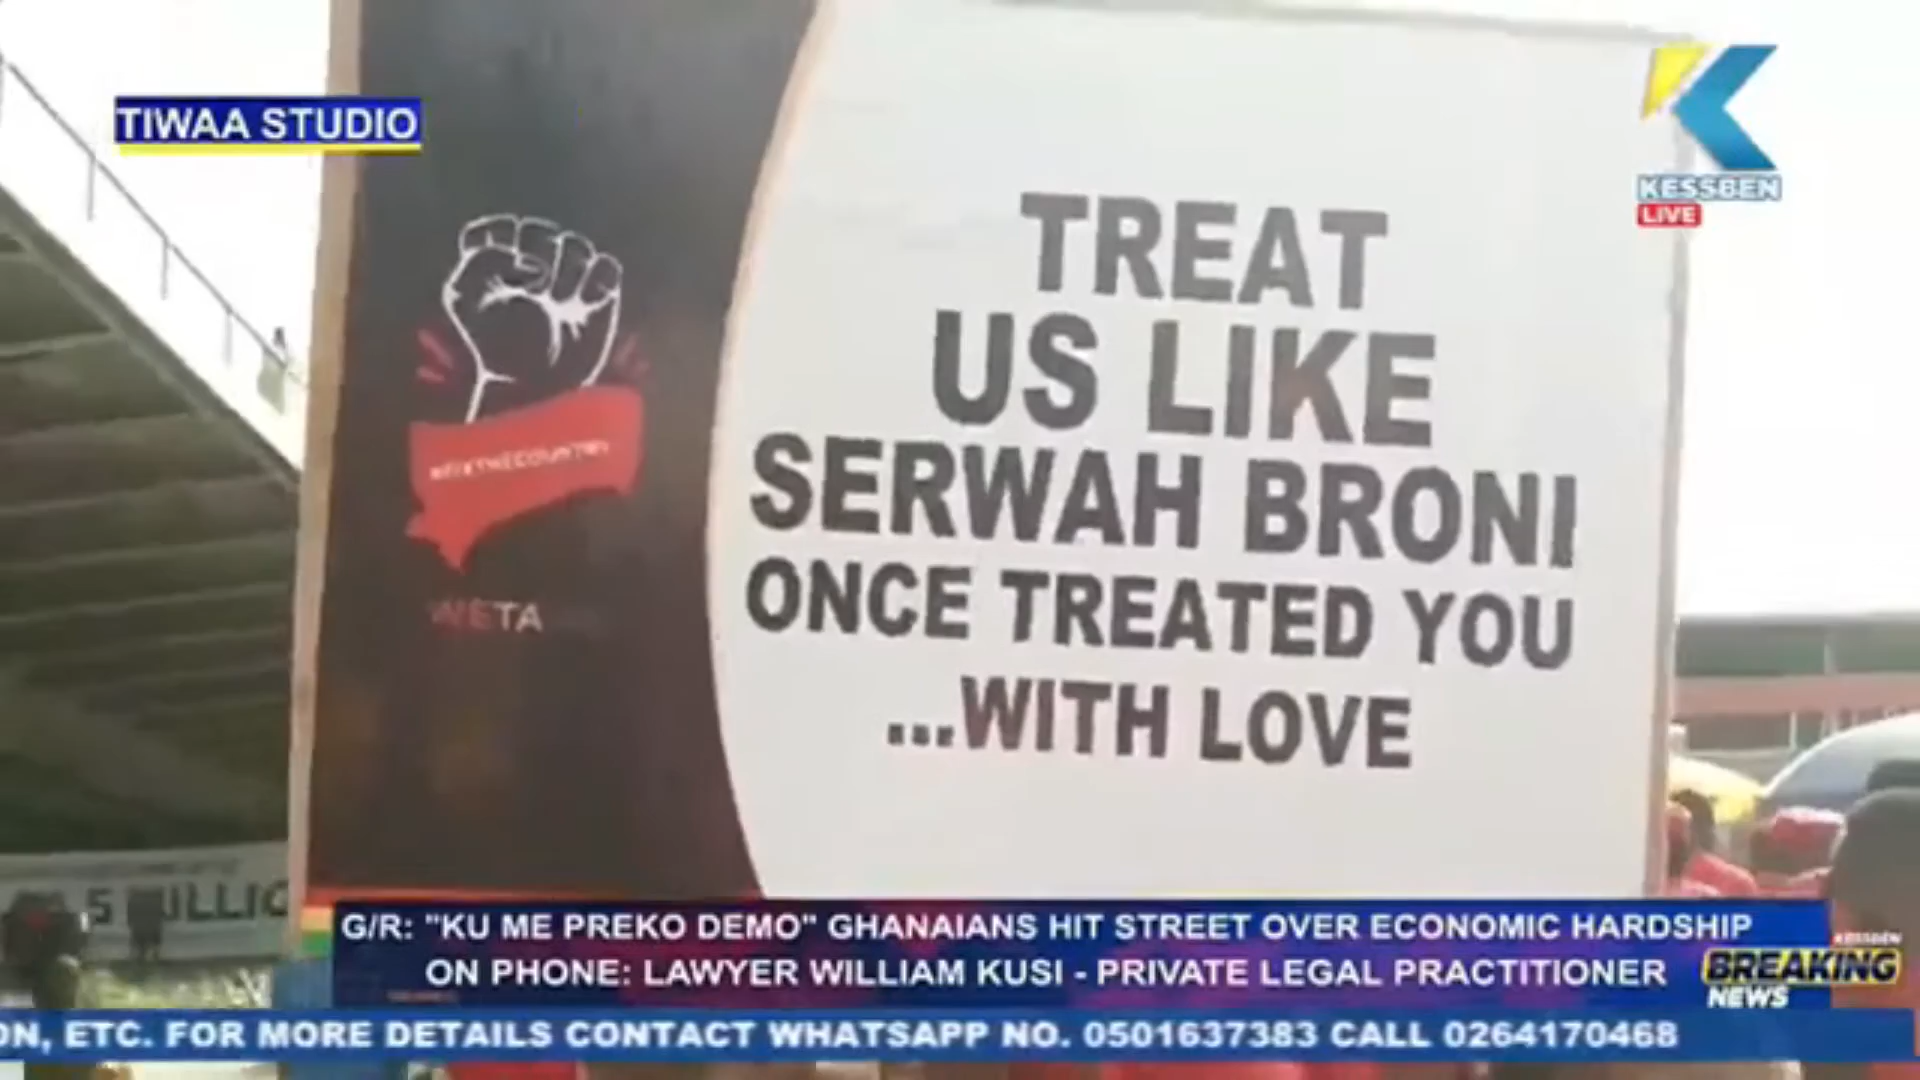 TIWAA STUDIO
KESSBEN
LIVE
TREAT
US LIKE
SERWAH BRONI
ONCE TREATED YOU
...WITH LOVE
#FIXTHECOUNTRY
WETA
G/R: "KU ME PREKO DEMO" GHANAIANS HIT STREET OVER ECONOMIC HARDSHIP
ON PHONE: LAWYER WILLIAM KUSI - PRIVATE LEGAL PRACTITIONER
KESSBEN
BREAKING
NEWS
ON, ETC. FOR MORE DETAILS CONTACT WHATSAPP NO. 0501637383 CALL 0264170468